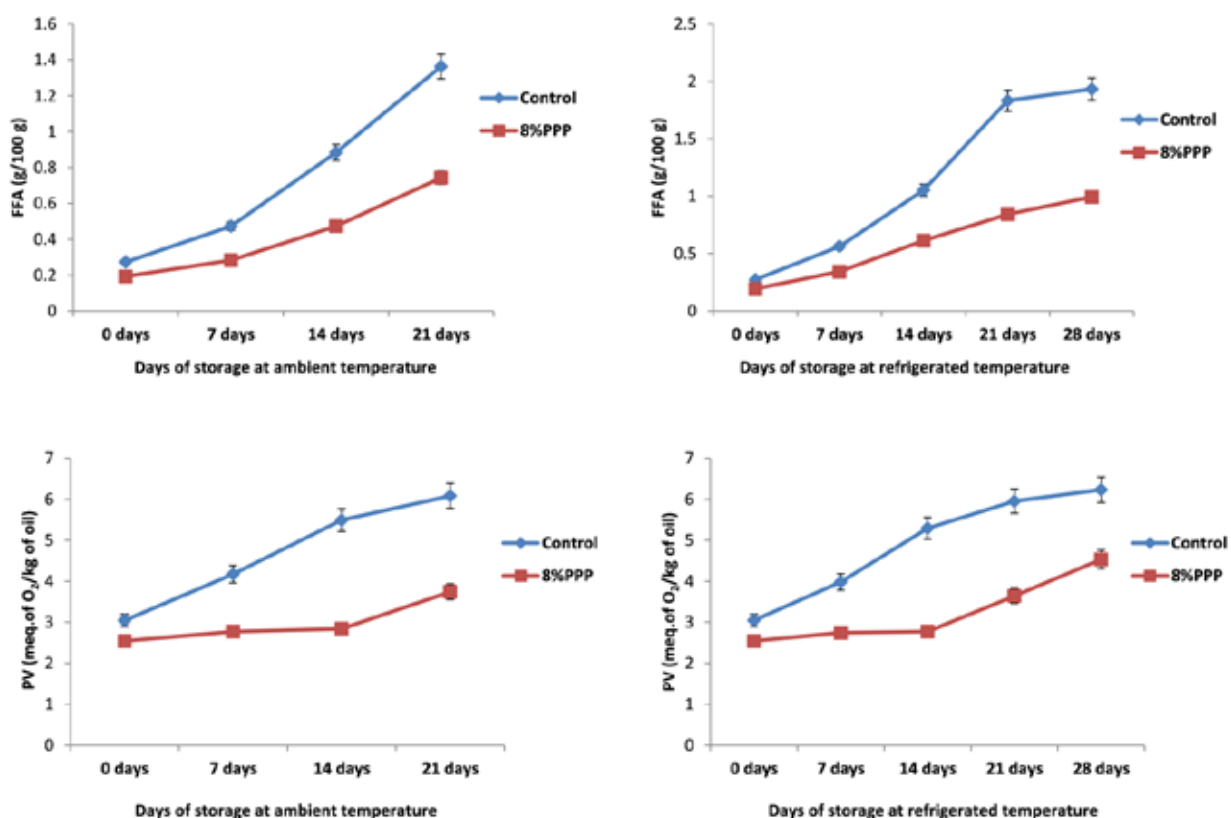 FFA (g/100 g)
1.6
1.4
1.2
1
0.8
0.6
0.4
0.2
0
0 days
7 days
14 days
21 days
Days of storage at ambient temperature
Control
8%PPP
FFA (g/100 g)
2.5
2
1.5
1
0.5
0
0 days
7 days
14 days
21 days
28 days
Days of storage at refrigerated temperature
Control
8%PPP
PV (meq.of O₂/kg of oil)
7
6
5
4
3
2
1
0
0 days
7 days
14 days
21 days
Days of storage at ambient temperature
Control
8%PPP
PV (meq.of O₂/kg of oil)
7
6
5
4
3
2
1
0
0 days
7 days
14 days
21 days
28 days
Days of storage at refrigerated temperature
Control
8%PPP